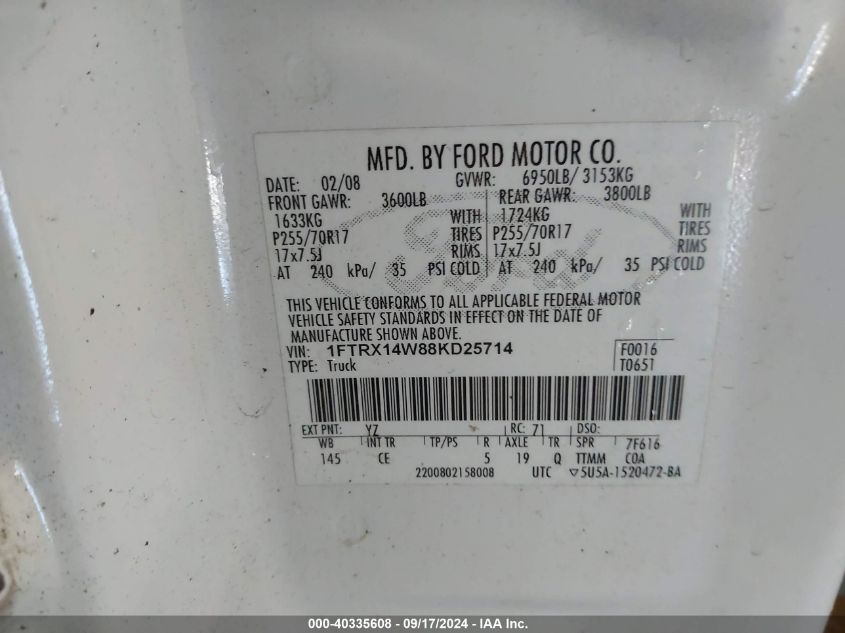 MFD. BY FORD MOTOR CO.
DATE: 02/08 GVWR: 6950LB/ 3153KG
FRONT GAWR: 3600LB REAR GAWR: 3800LB
1633KG WITH 1724KG WITH
P255/70R17 TIRES P255/70R17 TIRES
17x7.5J RIMS 17x7.5J RIMS
AT 240 kPa/ 35 PSI COLD AT 240 kPa/ 35 PSI COLD
Ford
THIS VEHICLE CONFORMS TO ALL APPLICABLE FEDERAL MOTOR
VEHICLE SAFETY STANDARDS IN EFFECT ON THE DATE OF
MANUFACTURE SHOWN ABOVE.
VIN: 1FTRX14W88KD25714 F0016
TYPE: Truck T0651
EXT PNT: YZ RC: 71 DSO:
WB INT TR TP/PS R AXLE TR SPR 7F616
145 CE 5 19 Q TTMM COA
2200802158008 UTC ▽5U5A-1520472-BA
000-40335608 - 09/17/2024 - IAA Inc.